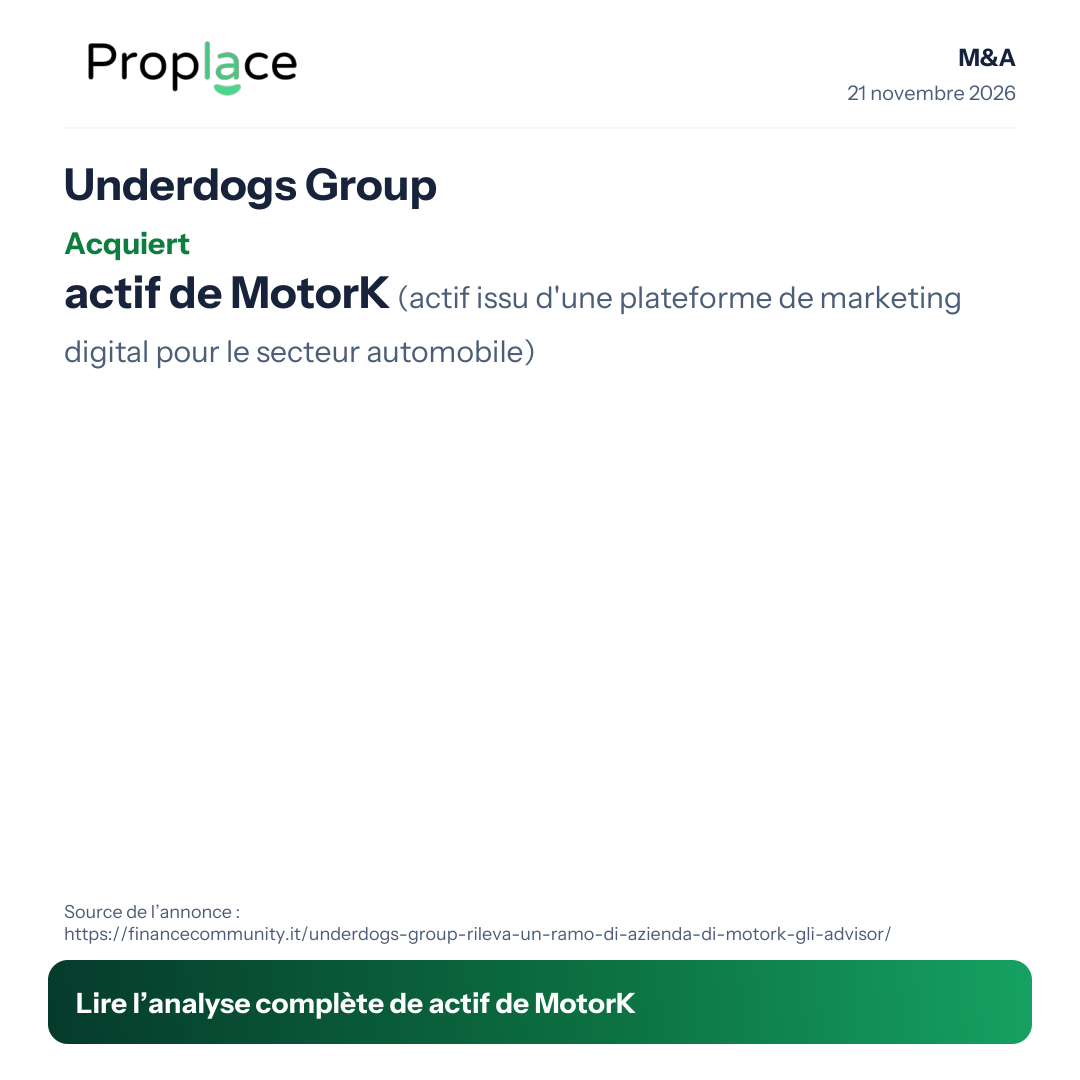 Proplace
M&A
21 novembre 2026
Underdogs Group
Acquiert
actif de MotorK (actif issu d'une plateforme de marketing
digital pour le secteur automobile)
Source de l’annonce :
https://financecommunity.it/underdogs-group-rileva-un-ramo-di-azienda-di-motork-gli-advisor/
Lire l’analyse complète de actif de MotorK